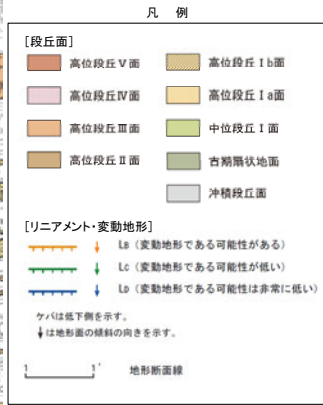 凡 例
[段丘面]
高位段丘Ⅴ面
高位段丘Ⅰb面
高位段丘Ⅳ面
高位段丘Ⅰa面
高位段丘Ⅲ面
中位段丘Ⅰ面
高位段丘Ⅱ面
古期扇状地面
沖積段丘面
[リニアメント・変動地形]
LB（変動地形である可能性がある）
LC（変動地形である可能性が低い）
LD（変動地形である可能性は非常に低い）
ケバは低下側を示す。
↓は地形面の傾斜の向きを示す。
1 1' 地形断面線